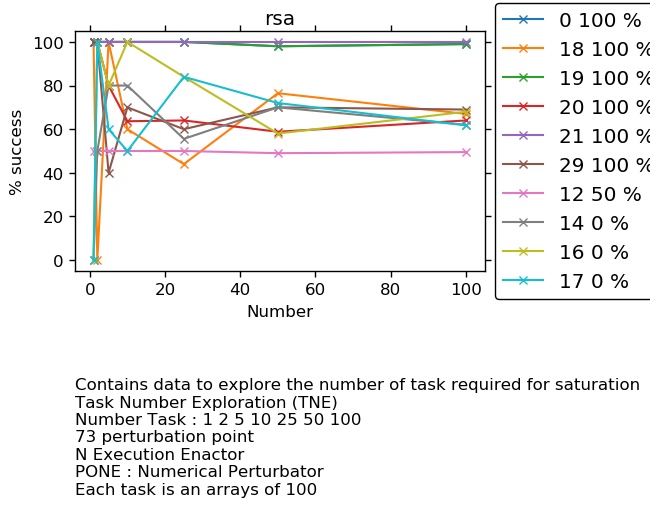 rsa
100
80
60
40
20
0
% success
0 20 40 60 80 100
Number
0 100 %
18 100 %
19 100 %
20 100 %
21 100 %
29 100 %
12 50 %
14 0 %
16 0 %
17 0 %
Contains data to explore the number of task required for saturation
Task Number Exploration (TNE)
Number Task : 1 2 5 10 25 50 100
73 perturbation point
N Execution Enactor
PONE : Numerical Perturbator
Each task is an arrays of 100